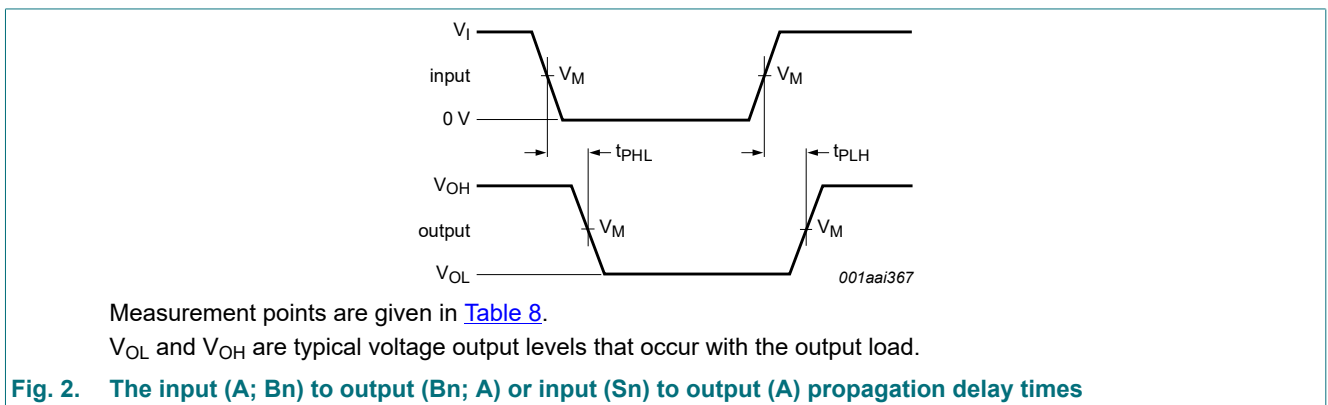 VI
input
VM
VM
0 V
tPHL
tPLH
VOH
output
VM
VM
VOL
001aai367
Measurement points are given in Table 8.
VOL and VOH are typical voltage output levels that occur with the output load.
Fig. 2. The input (A; Bn) to output (Bn; A) or input (Sn) to output (A) propagation delay times